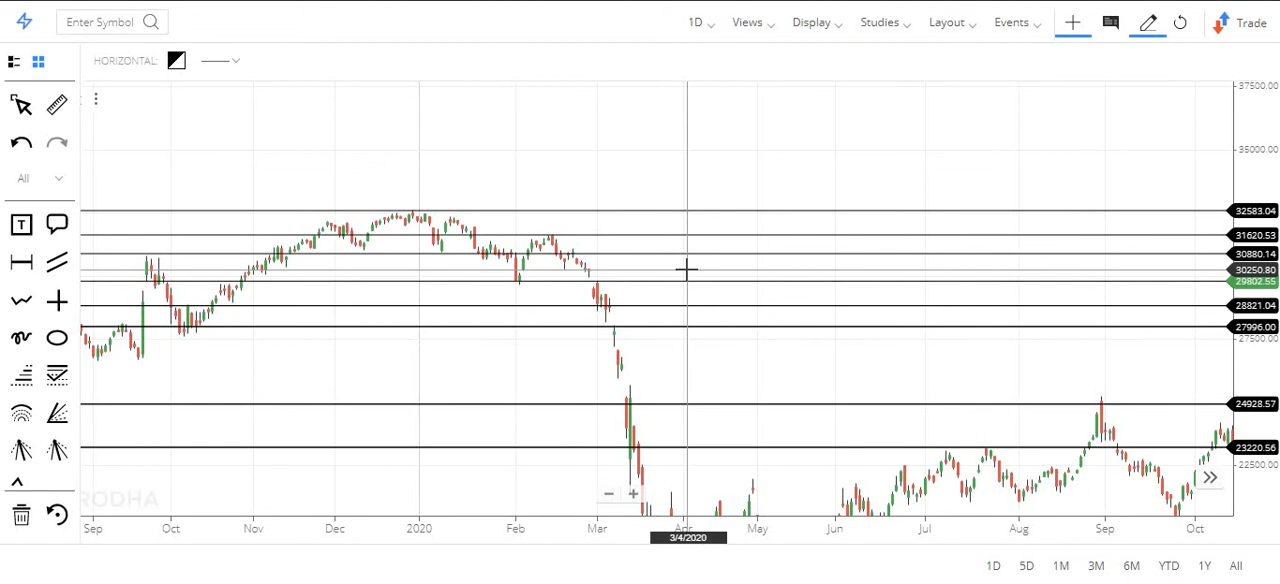 Enter Symbol 1D Views Display Studies Layout Events Trade
HORIZONTAL:
37500.00
35000.00
All
32583.04
T
31620.53
30880.14
30250.80
29802.55
28821.04
27996.00
27500.00
24928.57
23220.56
22500.00
RODHA
Sep Oct Nov Dec 2020 Feb Mar Apr May Jun Jul Aug Sep Oct
3/4/2020
1D 5D 1M 3M 6M YTD 1Y All